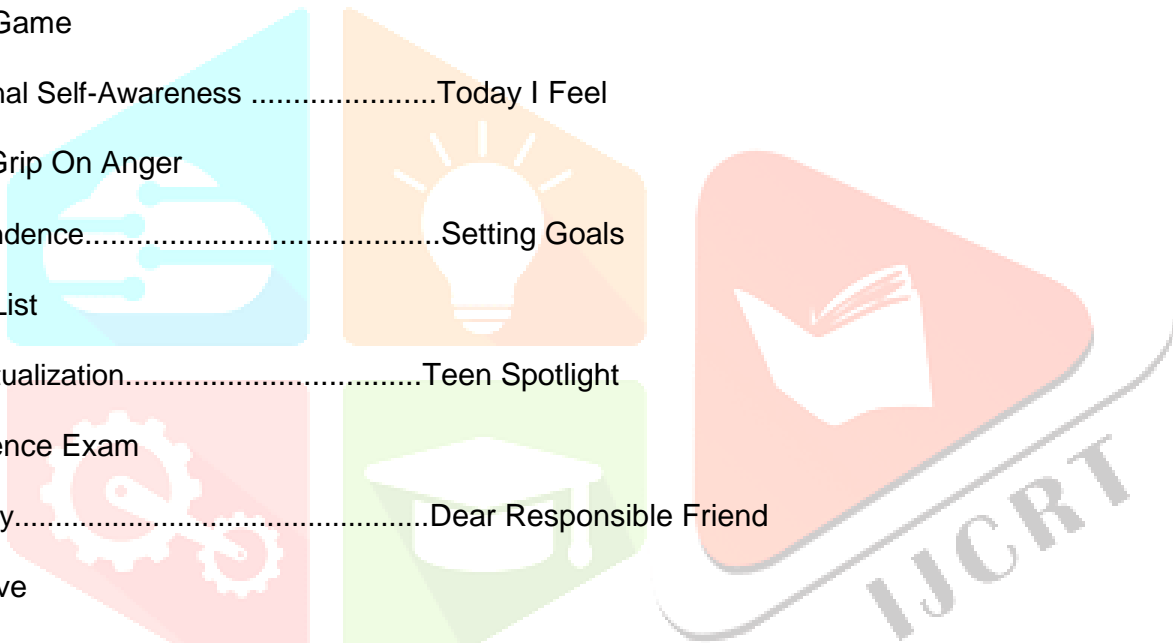 Game
nal Self-Awareness ......................Today I Feel
Grip On Anger
ndence..........................................Setting Goals
List
tualization...................................Teen Spotlight
ence Exam
y.................................................Dear Responsible Friend
ve
IJCRT